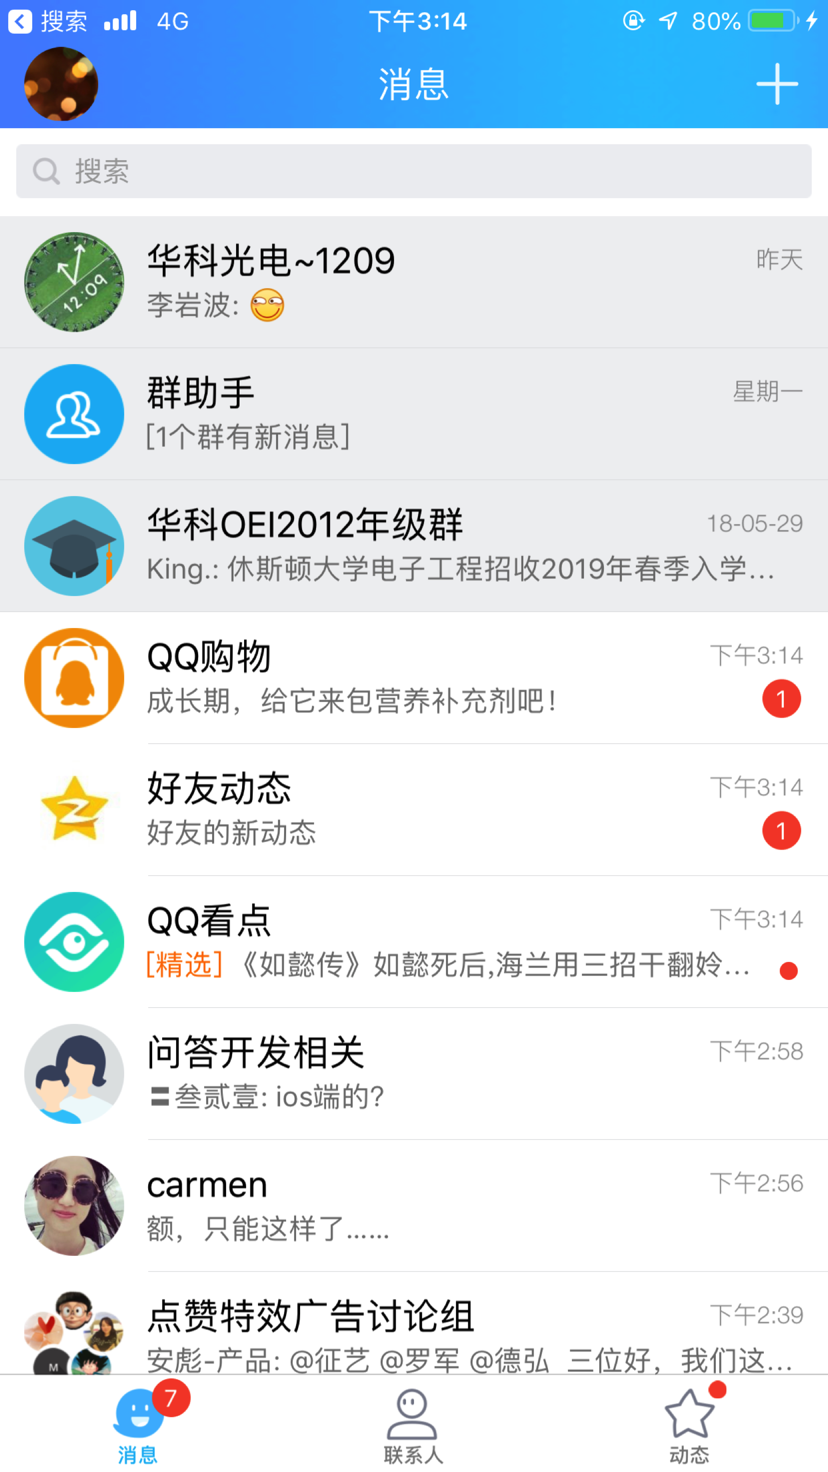 搜索 4G 下午3:14 80%
消息
搜索
华科光电~1209 昨天
李岩波:
12:09
群助手 星期一
[1个群有新消息]
华科OEI2012年级群 18-05-29
King.: 休斯顿大学电子工程招收2019年春季入学...
QQ购物 下午3:14
成长期，给它来包营养补充剂吧！ 1
好友动态 下午3:14
好友的新动态 1
QQ看点 下午3:14
[精选]《如懿传》如懿死后,海兰用三招干翻姈...
问答开发相关 下午2:58
〓叁贰壹: ios端的?
carmen 下午2:56
额，只能这样了......
点赞特效广告讨论组 下午2:39
安彪-产品: @征艺 @罗军 @德弘 三位好，我们这...
M
7
消息 联系人 动态